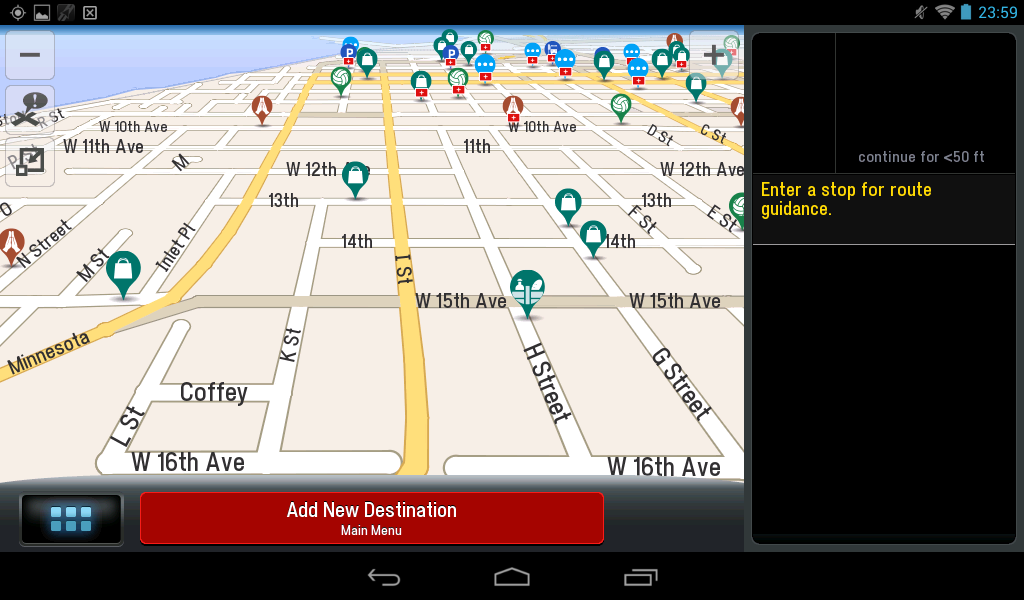 23:59
R St
W 10th Ave
W 10th Ave
D St
C St
W 11th Ave
11th
M
W 12th Ave
W 12th Ave
13th
13th
O
N Street
M St
Inlet Pl
14th
14th
F St
E St
I St
W 15th Ave
W 15th Ave
Minnesota
K St
H Street
G Street
Coffey
L St
W 16th Ave
W 16th Ave
continue for <50 ft
Enter a stop for route
guidance.
Add New Destination
Main Menu